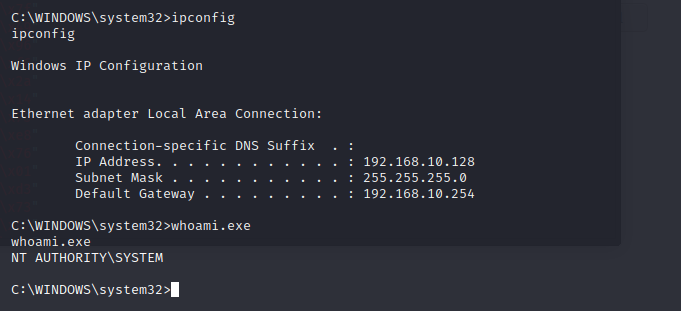 C:\WINDOWS\system32>ipconfig
ipconfig
Windows IP Configuration
Ethernet adapter Local Area Connection:
Connection-specific DNS Suffix  . :
IP Address. . . . . . . . . . . . : 192.168.10.128
Subnet Mask . . . . . . . . . . . : 255.255.255.0
Default Gateway . . . . . . . . . : 192.168.10.254
C:\WINDOWS\system32>whoami.exe
whoami.exe
NT AUTHORITY\SYSTEM
C:\WINDOWS\system32>